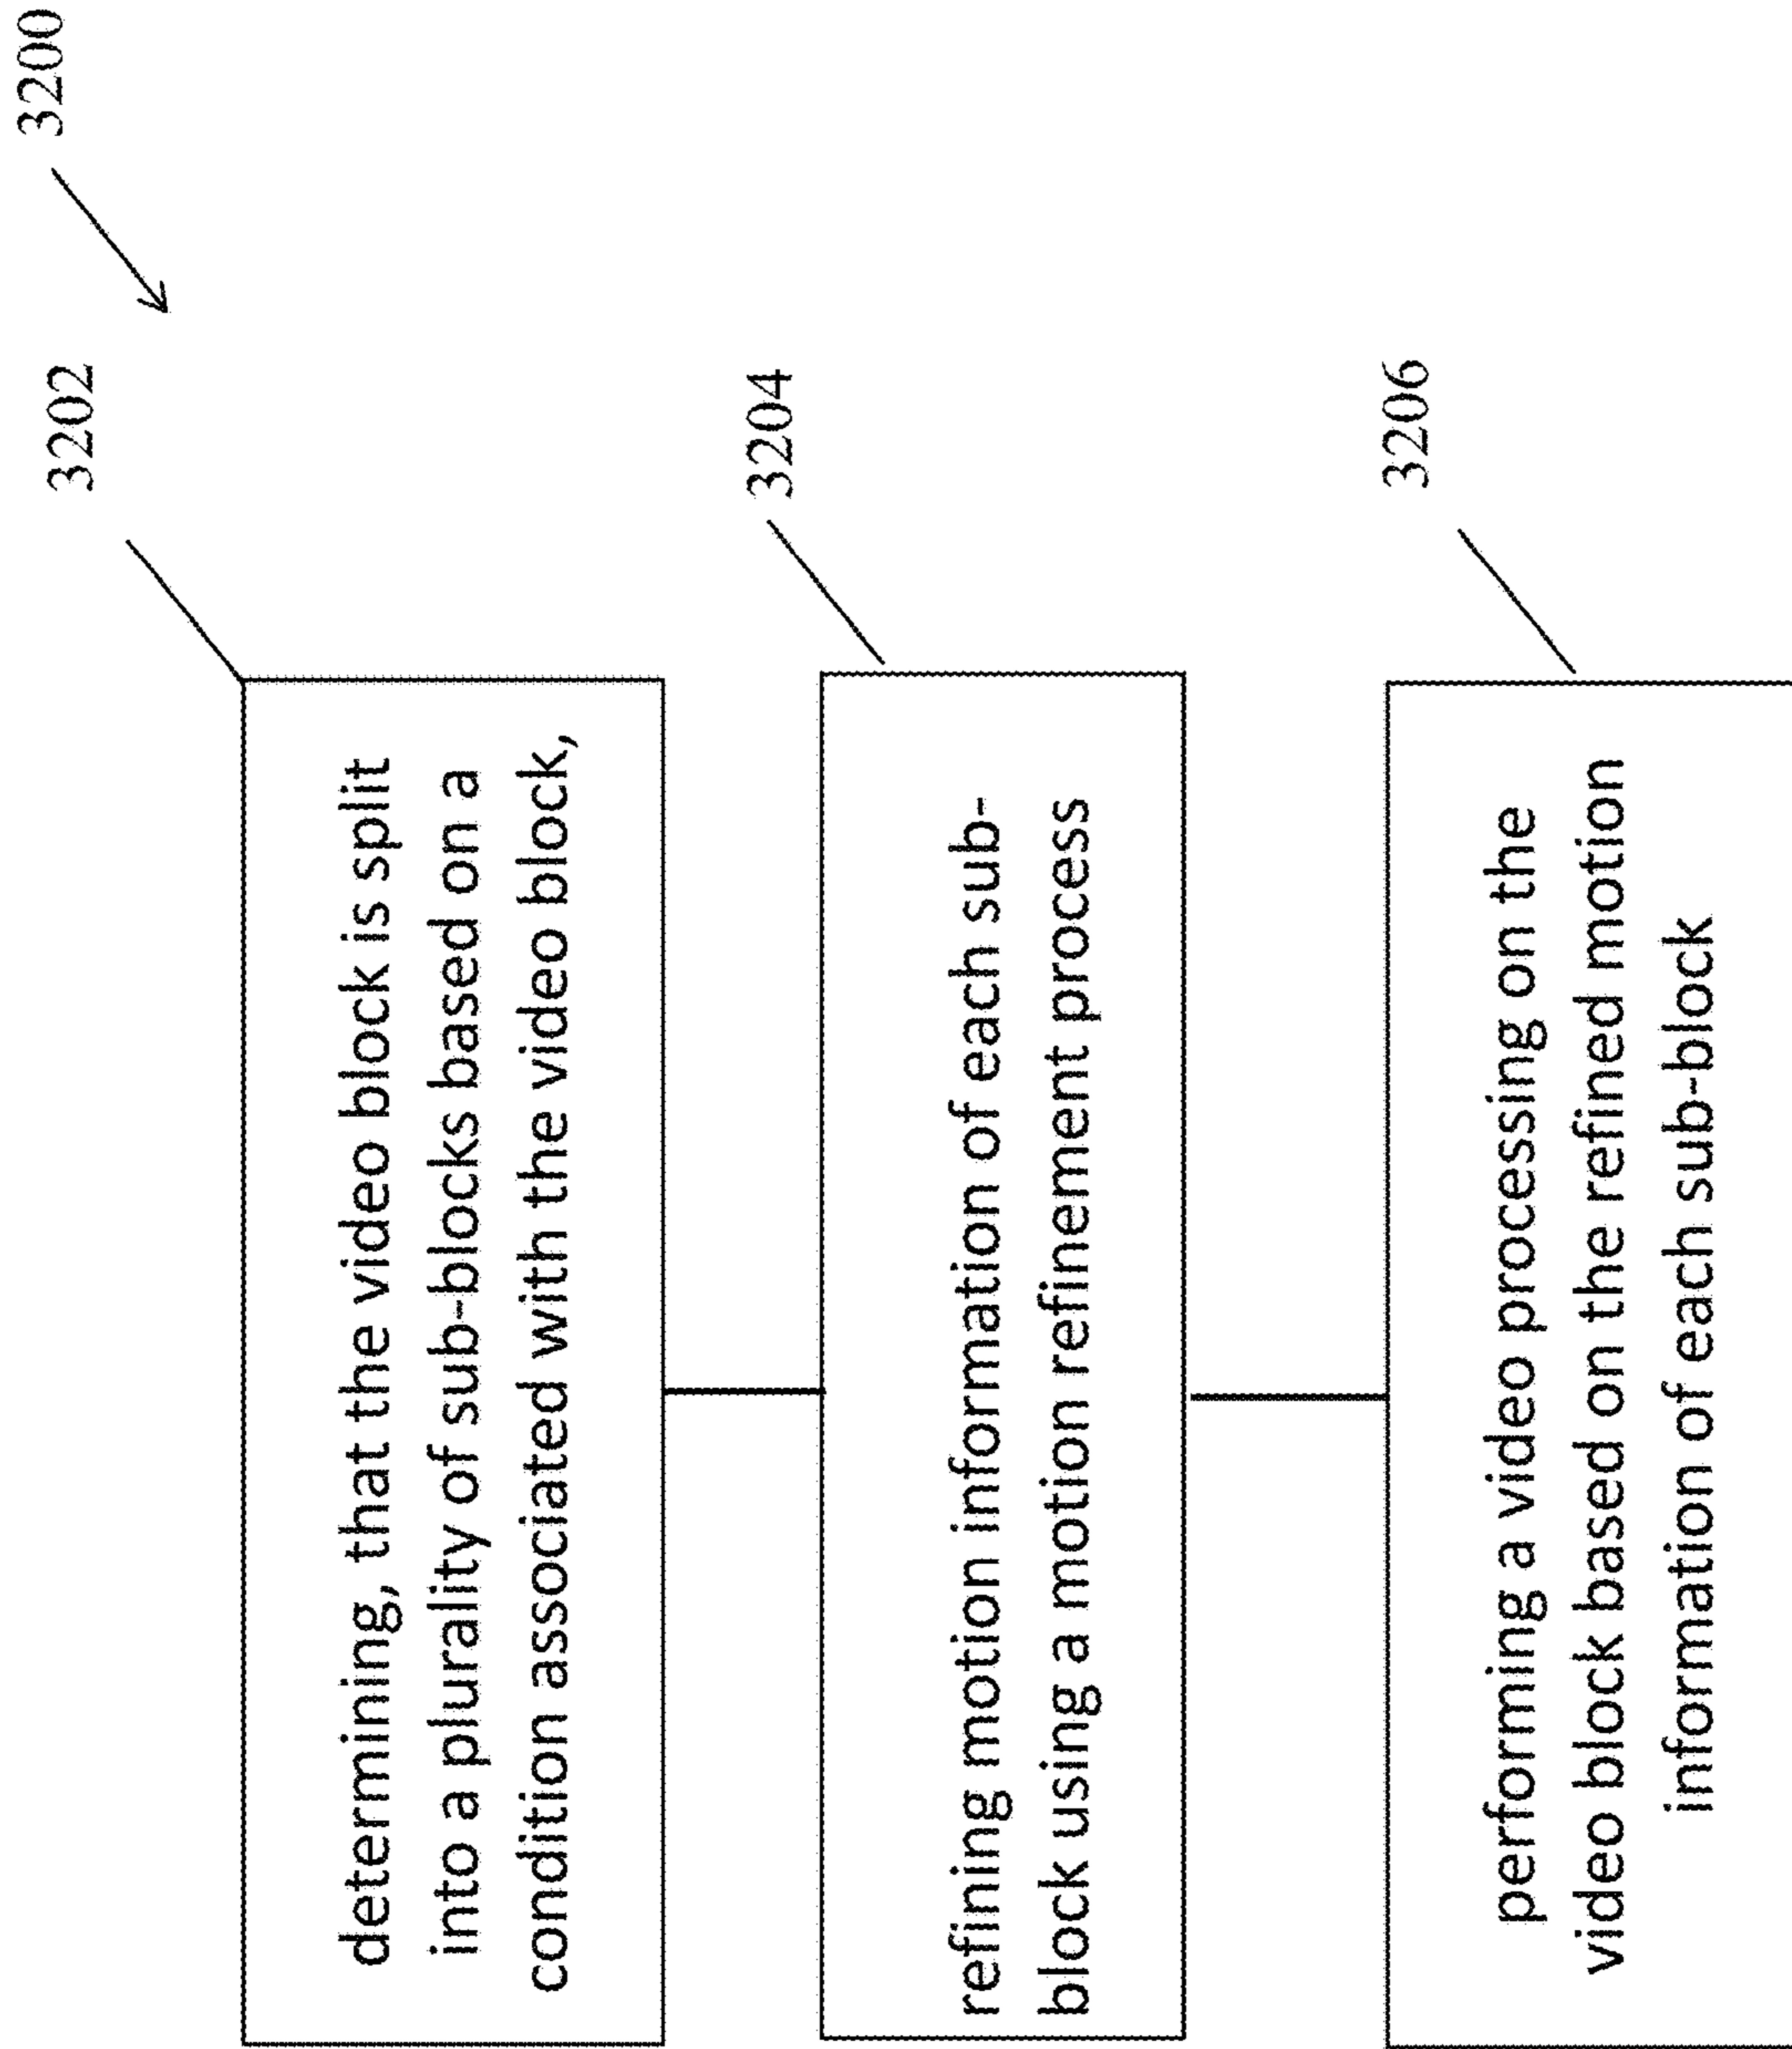 3200
3202
determining, that the video block is split
into a plurality of sub-blocks based on a
condition associated with the video block,
3204
refining motion information of each sub-
block using a motion refinement process
3206
performing a video processing on the
video block based on the refined motion
information of each sub-block